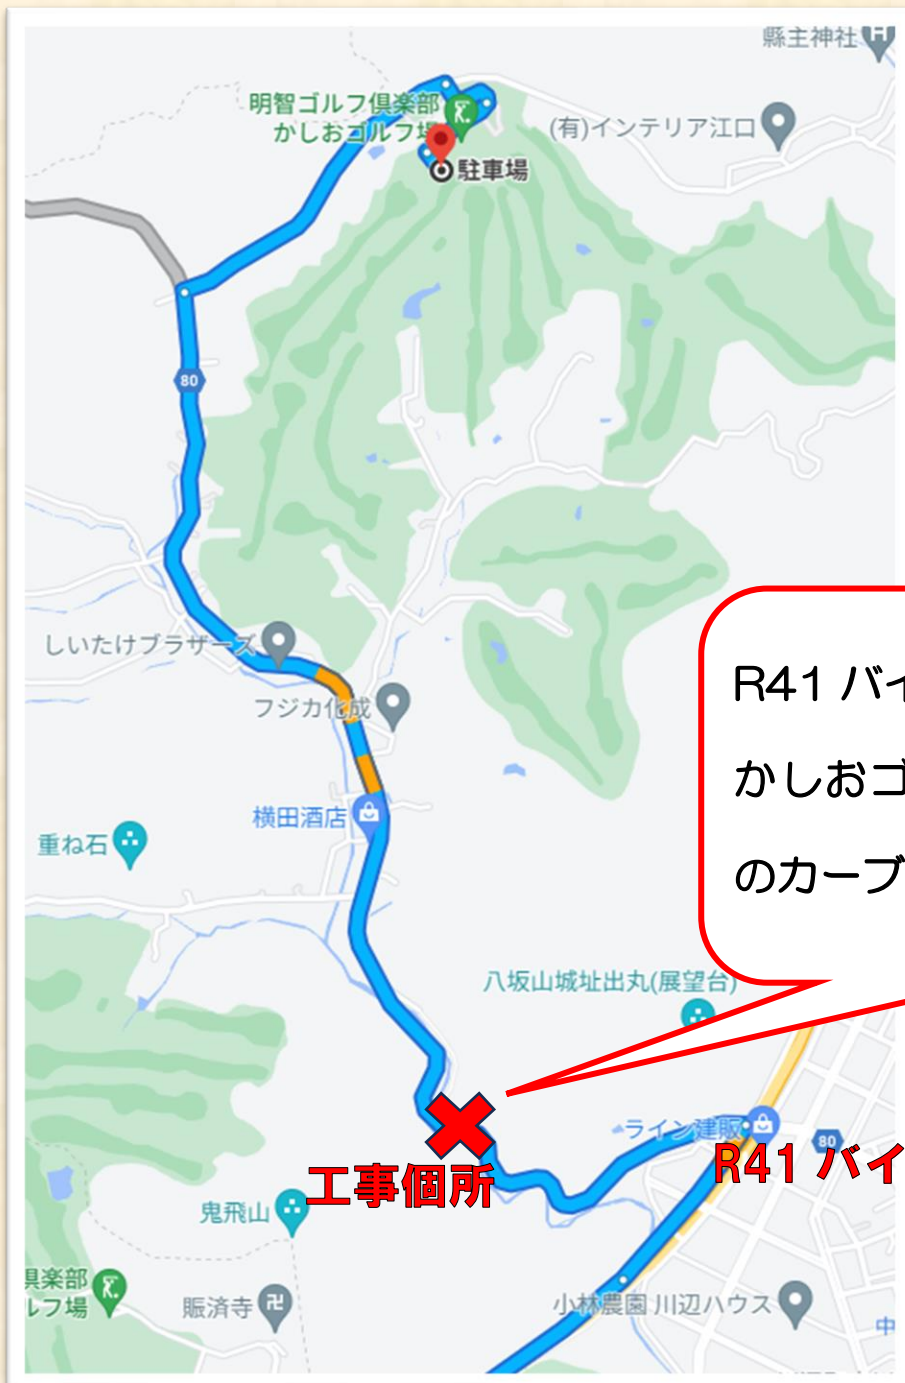 縣主神社
明智ゴルフ倶楽部
かしおゴルフ場
(有)インテリア江口
駐車場
80
しいたけブラザーズ
フジカ化成
R41 バイ
かしおゴ
のカーブ
横田酒店
重ね石
八坂山城址出丸(展望台)
ライン建販
80
R41 バイ
工事個所
鬼飛山
倶楽部
ルフ場
賑済寺
小林農園 川辺ハウス
中